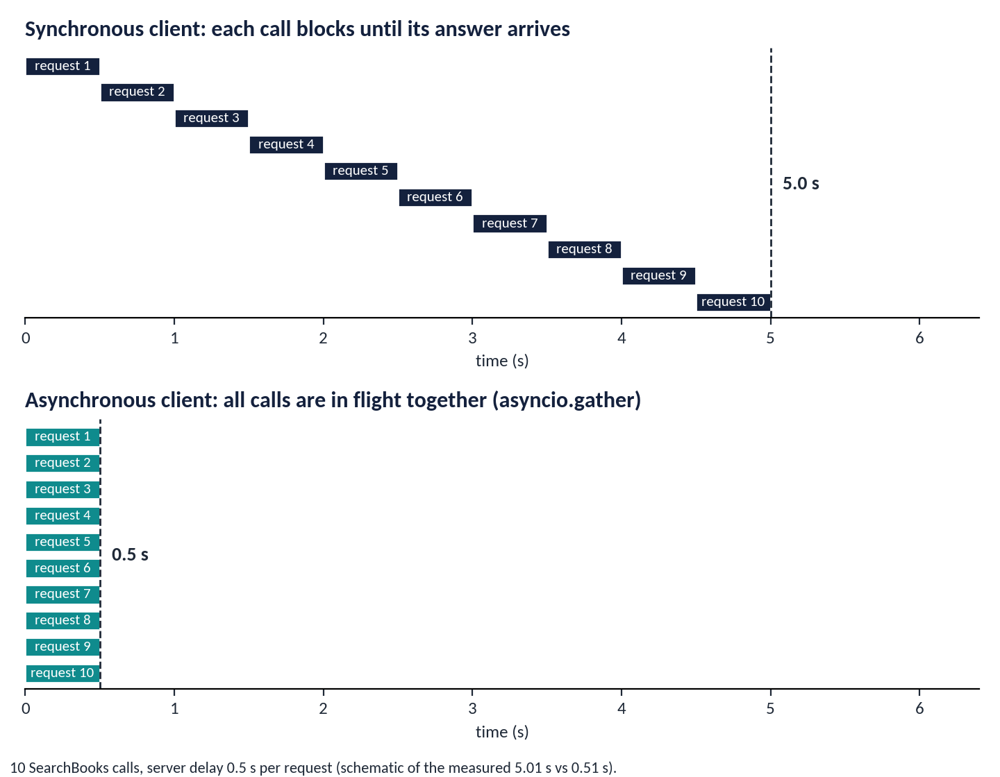 Synchronous client: each call blocks until its answer arrives
request 1
request 2
request 3
request 4
request 5
5.0 s
request 6
request 7
request 8
request 9
request 10
0 1 2 3 4 5 6
time (s)
Asynchronous client: all calls are in flight together (asyncio.gather)
request 1
request 2
request 3
request 4
request 5
0.5 s
request 6
request 7
request 8
request 9
request 10
0 1 2 3 4 5 6
time (s)
10 SearchBooks calls, server delay 0.5 s per request (schematic of the measured 5.01 s vs 0.51 s).